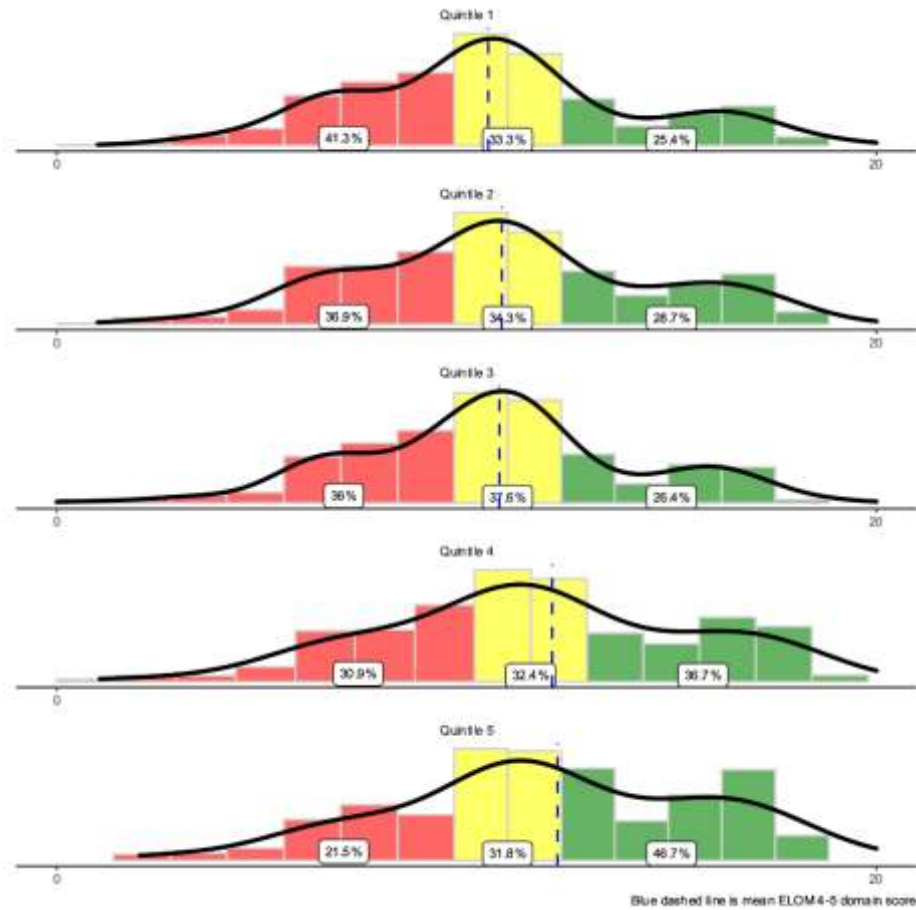 Quintile 1
41.3% 33.3% 25.4%
0 20
Quintile 2
36.9% 34.3% 28.7%
0 20
Quintile 3
36% 37.6% 26.4%
0 20
Quintile 4
30.9% 32.4% 36.7%
0 20
Quintile 5
21.5% 31.8% 46.7%
0 20
Blue dashed line is mean ELOM 4-5 domain score